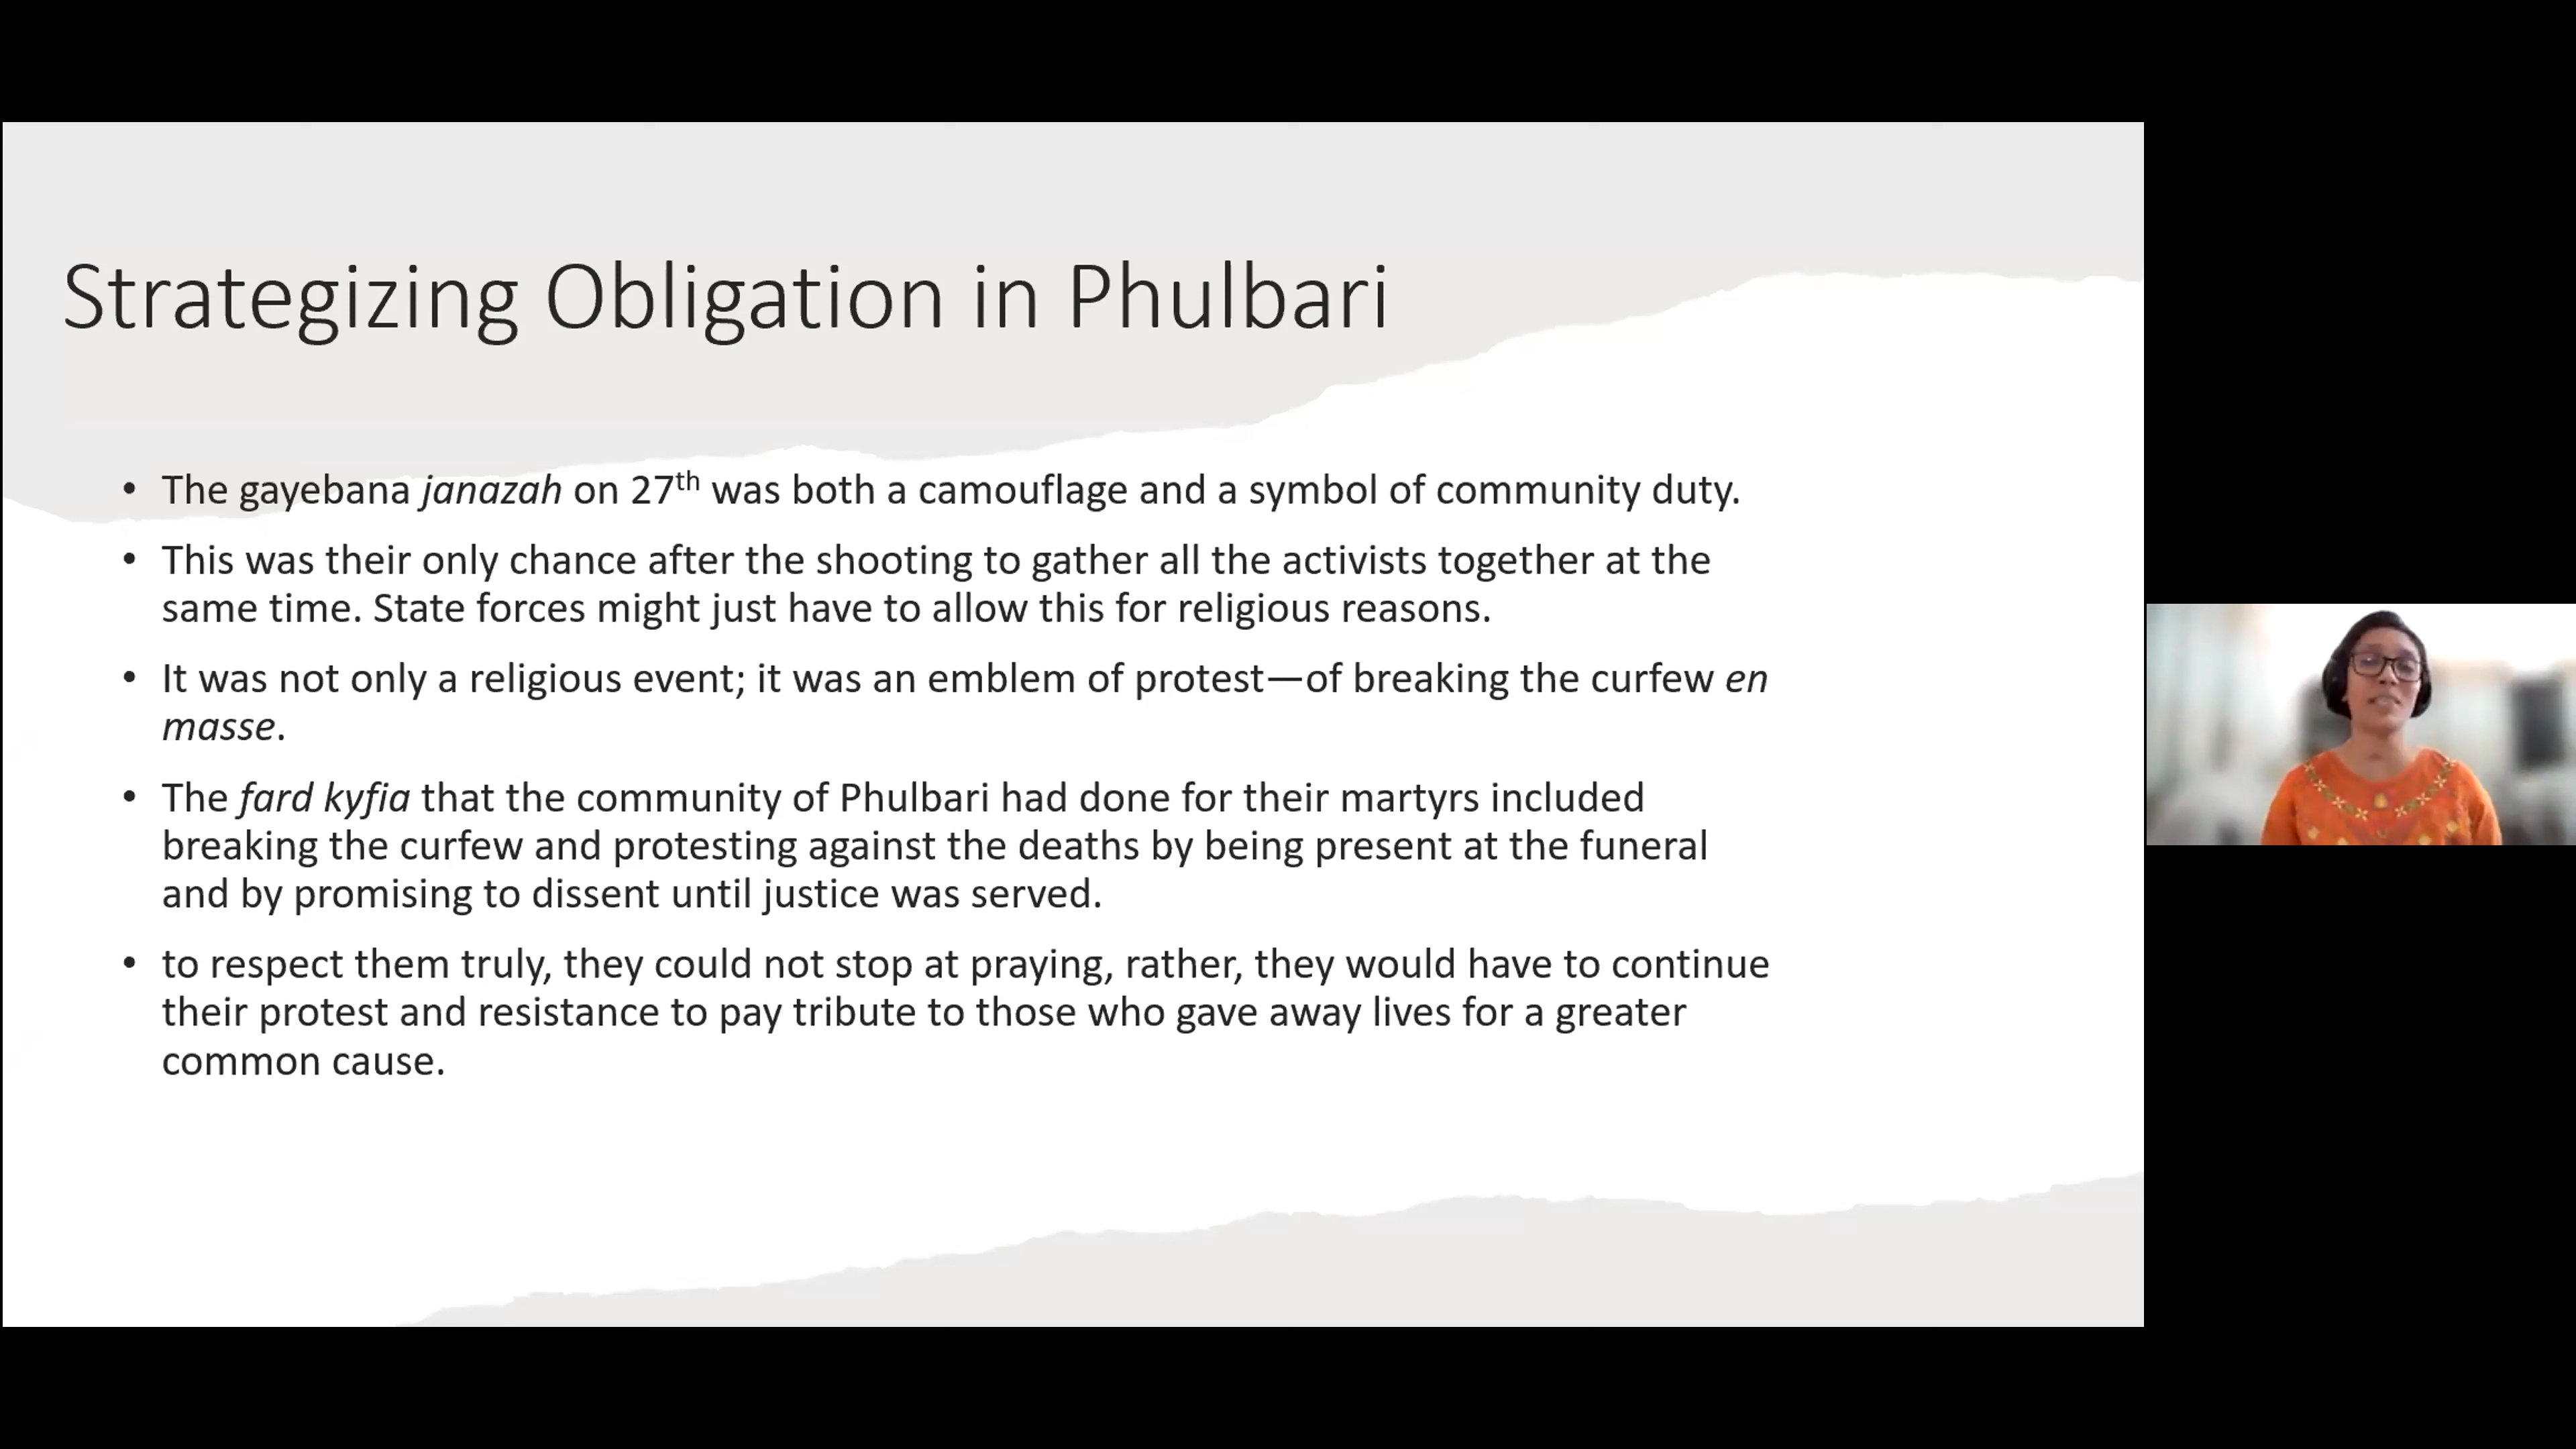 Strategizing Obligation in Phulbari
• The gayebana janazah on 27th was both a camouflage and a symbol of community duty.
• This was their only chance after the shooting to gather all the activists together at the
same time. State forces might just have to allow this for religious reasons.
• It was not only a religious event; it was an emblem of protest—of breaking the curfew en
masse.
• The fard kyfia that the community of Phulbari had done for their martyrs included
breaking the curfew and protesting against the deaths by being present at the funeral
and by promising to dissent until justice was served.
• to respect them truly, they could not stop at praying, rather, they would have to continue
their protest and resistance to pay tribute to those who gave away lives for a greater
common cause.